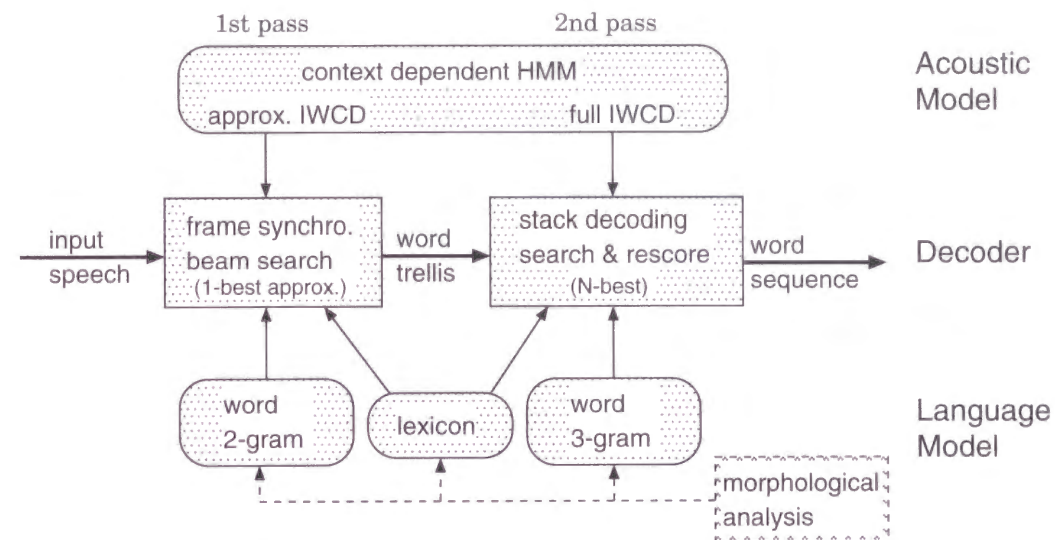 1st pass
2nd pass
context dependent HMM
approx. IWCD
full IWCD
Acoustic
Model
input
speech
frame synchro.
beam search
(1-best approx.)
word
trellis
stack decoding
search & rescore
(N-best)
word
sequence
Decoder
word
2-gram
lexicon
word
3-gram
Language
Model
morphological
analysis